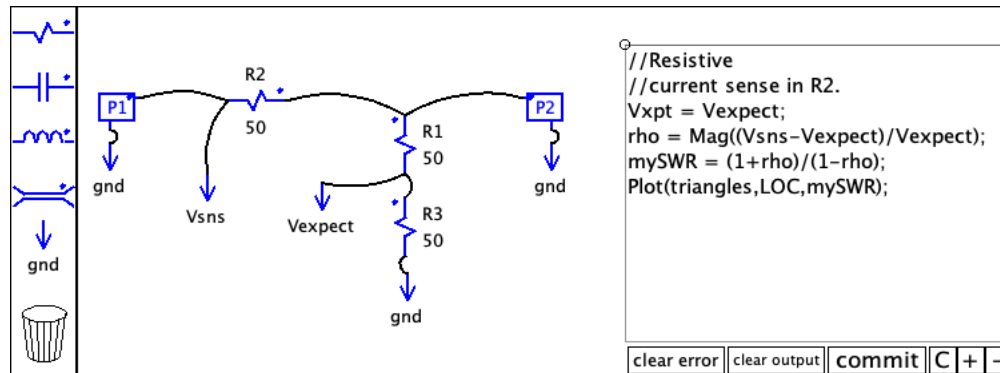 R2
P1
50
P2
R1
50
gnd
gnd
Vsns
Vexpect
R3
50
gnd
gnd
//Resistive
//current sense in R2.
Vxpt = Vexpect;
rho = Mag((Vsns-Vexpect)/Vexpect);
mySWR = (1+rho)/(1-rho);
Plot(triangles,LOC,mySWR);
clear error clear output commit C + -